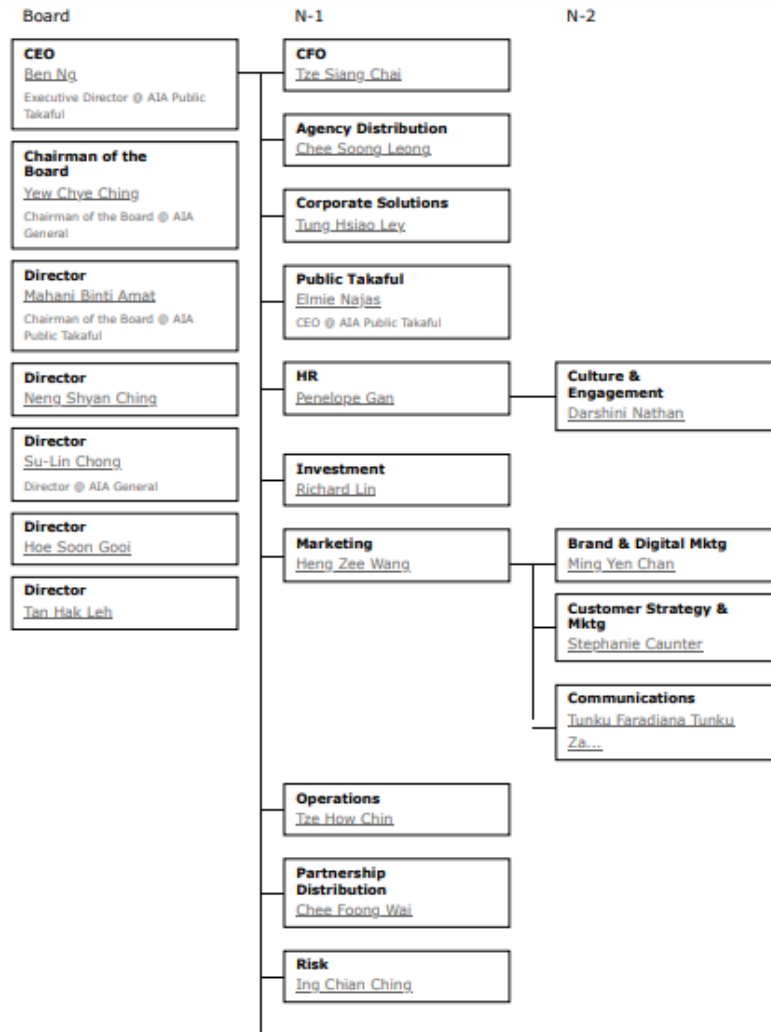 Board
N-1
N-2
CEO
Ben Ng
Executive Director @ AIA Public
Takaful
Chairman of the
Board
Yew Chye Ching
Chairman of the Board @ AIA
General
Director
Mahani Binti Amat
Chairman of the Board @ AIA
Public Takaful
Director
Neng Shyan Ching
Director
Su-Lin Chong
Director @ AIA General
Director
Hoe Soon Gooi
Director
Tan Hak Leh
CFO
Tze Siang Chai
Agency Distribution
Chee Soong Leong
Corporate Solutions
Tung Hsiao Ley
Public Takaful
Elmie Najas
CEO @ AIA Public Takaful
HR
Penelope Gan
Investment
Richard Lin
Marketing
Heng Zee Wang
Operations
Tze How Chin
Partnership
Distribution
Chee Foong Wai
Risk
Ing Chian Ching
Culture &
Engagement
Darshini Nathan
Brand & Digital Mktg
Ming Yen Chan
Customer Strategy &
Mktg
Stephanie Caunter
Communications
Tunku Faradiana Tunku
Za...